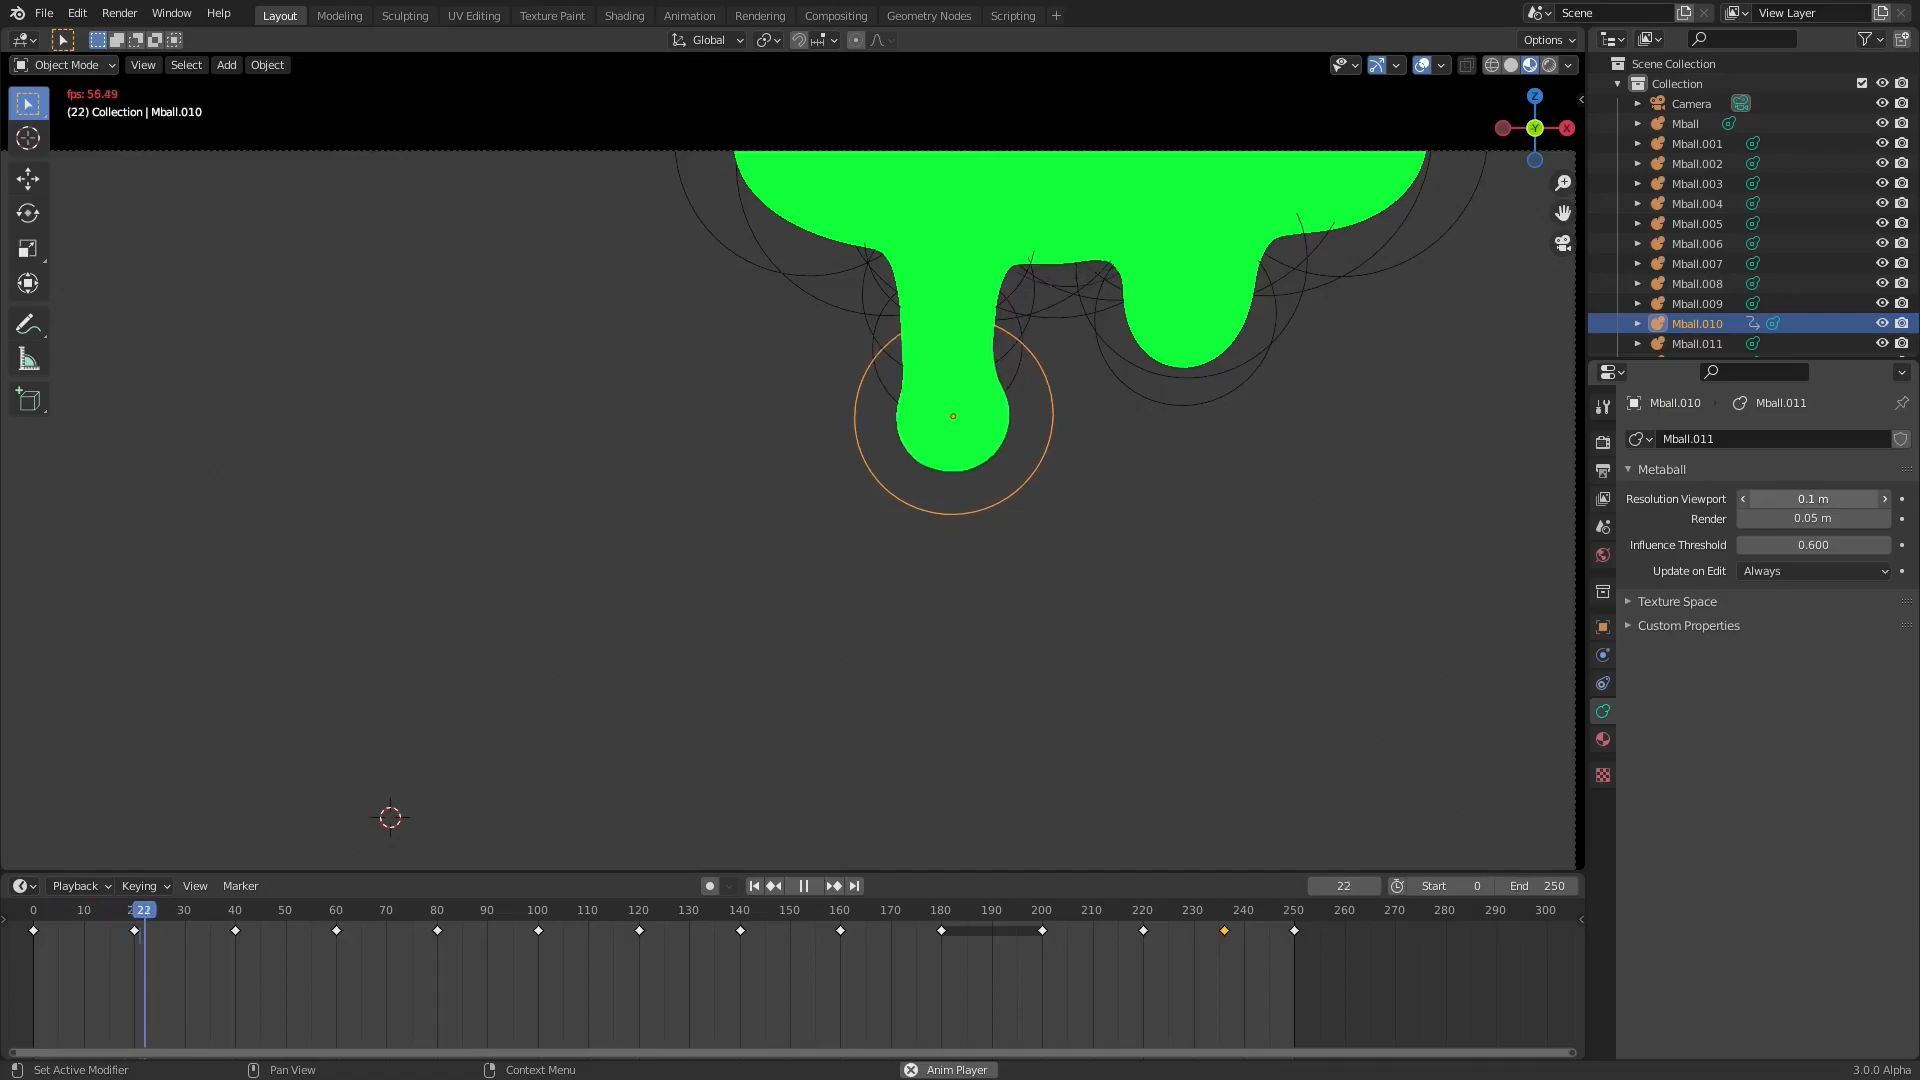 File Edit Render Window Help Layout Modeling Sculpting UV Editing Texture Paint Shading Animation Rendering Compositing Geometry Nodes Scripting + Scene View Layer
Global Options
Object Mode View Select Add Object
fps: 56.49
(22) Collection | Mball.010
Z
Y
X
Scene Collection
Collection
Camera
Mball
Mball.001
Mball.002
Mball.003
Mball.004
Mball.005
Mball.006
Mball.007
Mball.008
Mball.009
Mball.010
Mball.011
Mball.010 Mball.011
Mball.011
Metaball
Resolution Viewport 0.1 m
Render 0.05 m
Influence Threshold 0.600
Update on Edit Always
Texture Space
Custom Properties
Playback Keying View Marker 22 Start 0 End 250
0 10 22 30 40 50 60 70 80 90 100 110 120 130 140 150 160 170 180 190 200 210 220 230 240 250 260 270 280 290 300
Set Active Modifier Pan View Context Menu Anim Player 3.0.0 Alpha